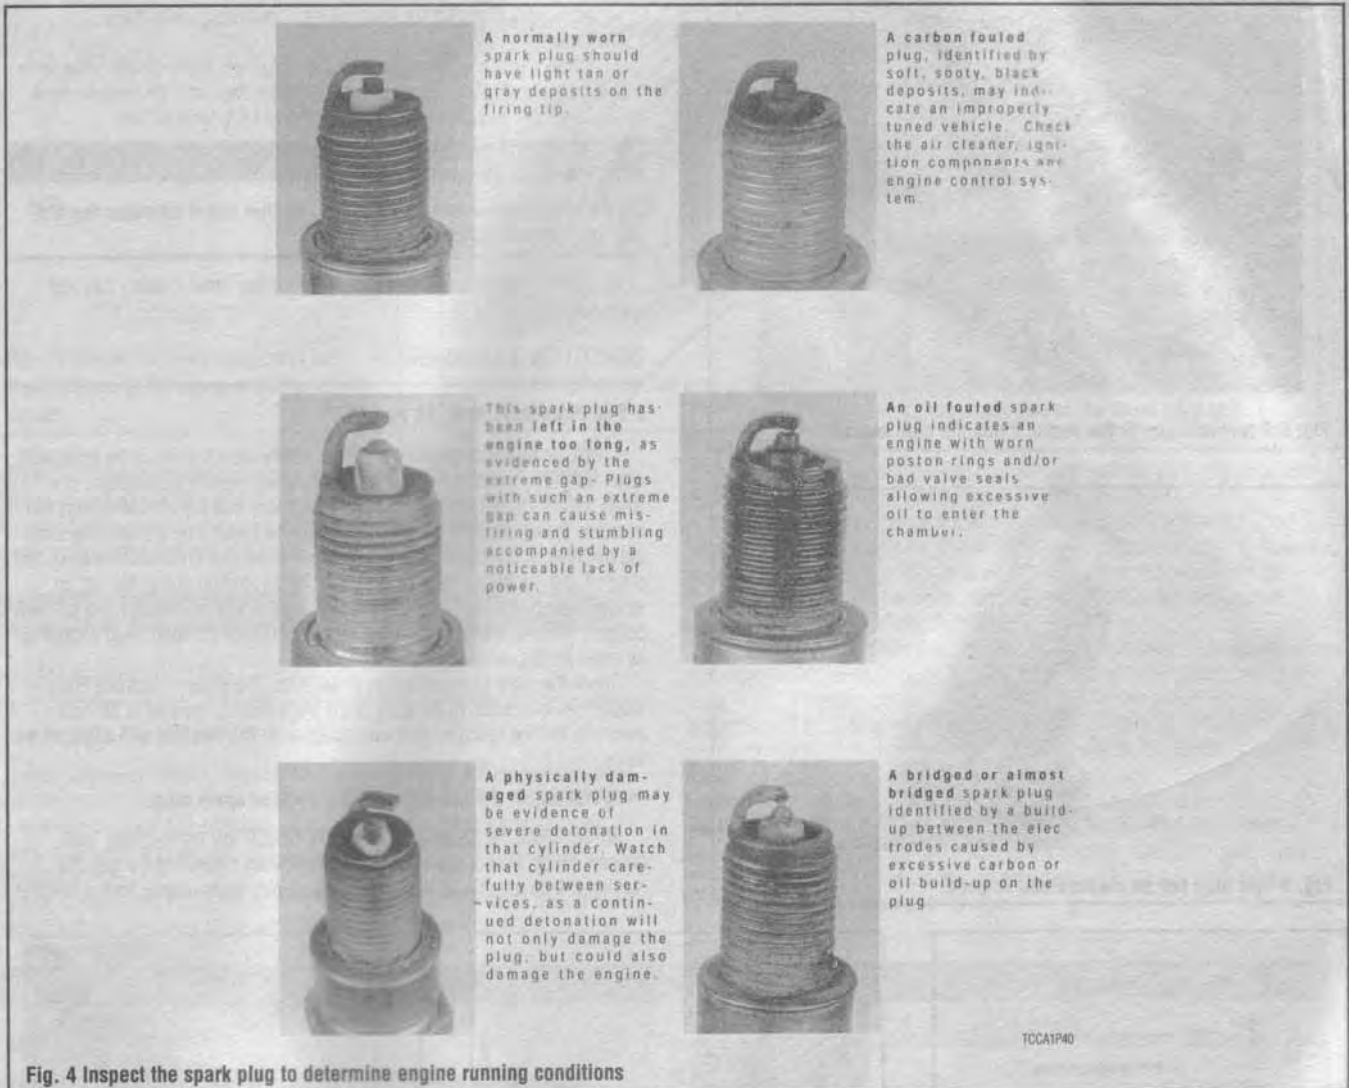 A normally worn
spark plug should
have light tan or
gray deposits on the
firing tip.
A carbon fouled
plug, identified by
soft, sooty, black
deposits, may indi-
cate an improperly
tuned vehicle. Check
the air cleaner, igni-
tion components and
engine control sys-
tem.
This spark plug has
been left in the
engine too long, as
evidenced by the
extreme gap- Plugs
with such an extreme
gap can cause mis-
firing and stumbling
accompanied by a
noticeable lack of
power.
An oil fouled spark
plug indicates an
engine with worn
poston rings and/or
bad valve seals
allowing excessive
oil to enter the
chamber.
A physically dam-
aged spark plug may
be evidence of
severe detonation in
that cylinder. Watch
that cylinder care-
fully between ser-
vices, as a contin-
ued detonation will
not only damage the
plug, but could also
damage the engine.
A bridged or almost
bridged spark plug
identified by a build-
up between the elec
trodes caused by
excessive carbon or
oil build-up on the
plug
TCCA1P40
Fig. 4 Inspect the spark plug to determine engine running conditions